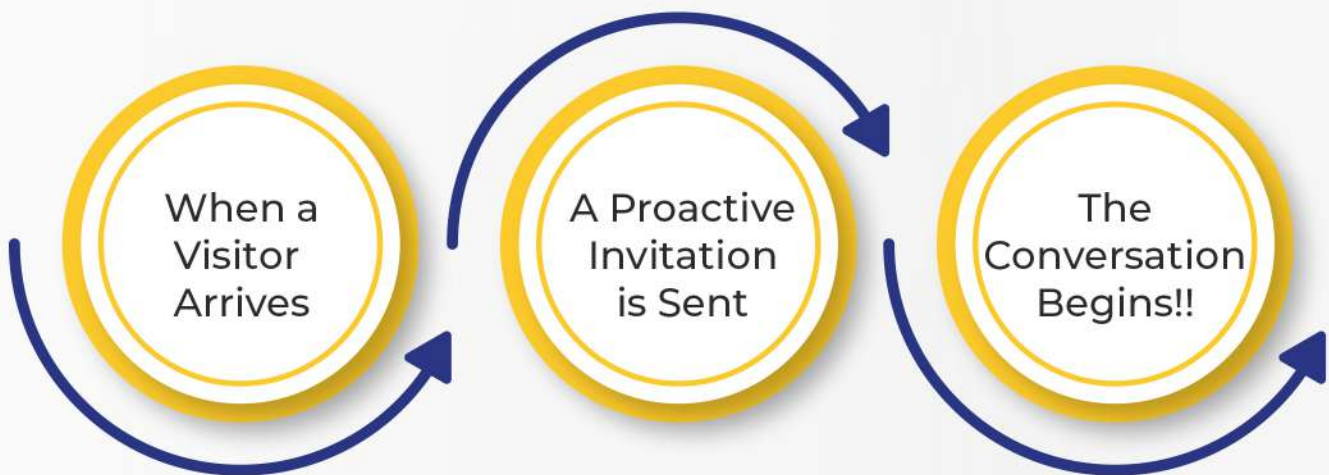 When a
Visitor
Arrives
A Proactive
Invitation
is Sent
The
Conversation
Begins!!